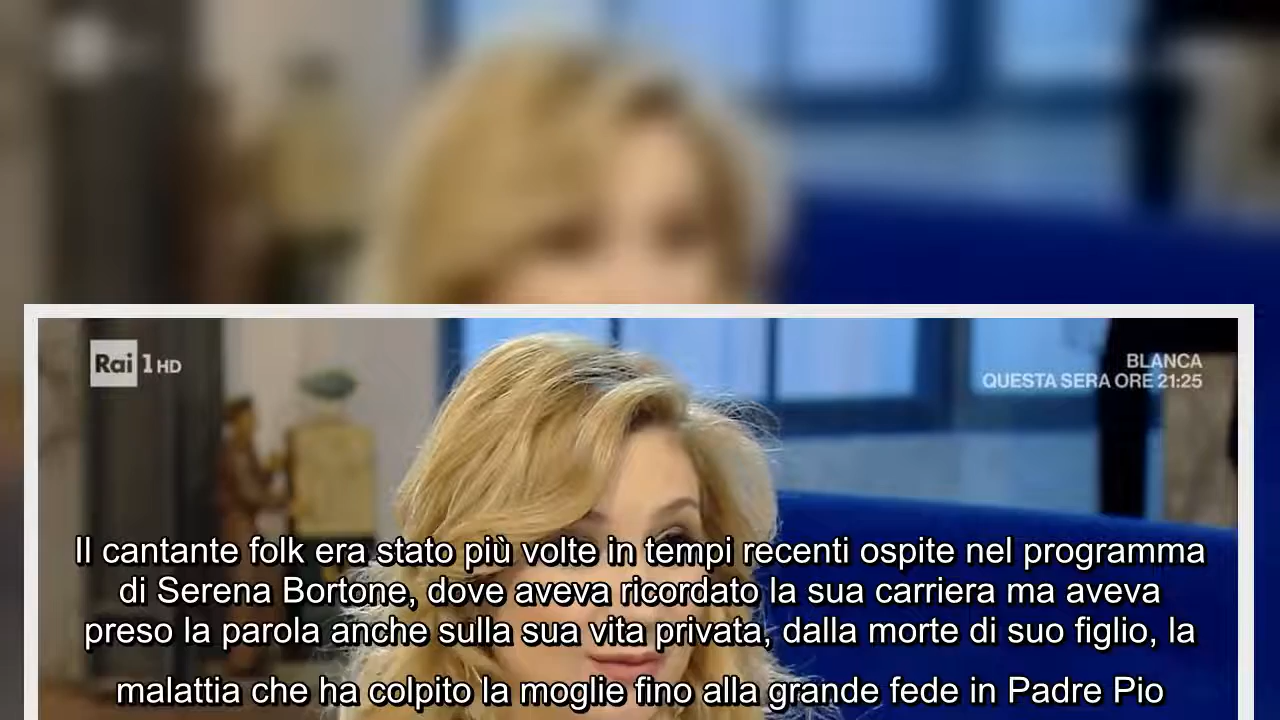 Rai 1 HD
BLANCA
QUESTA SERA ORE 21:25
Il cantante folk era stato più volte in tempi recenti ospite nel programma
di Serena Bortone, dove aveva ricordato la sua carriera ma aveva
preso la parola anche sulla sua vita privata, dalla morte di suo figlio, la
malattia che ha colpito la moglie fino alla grande fede in Padre Pio